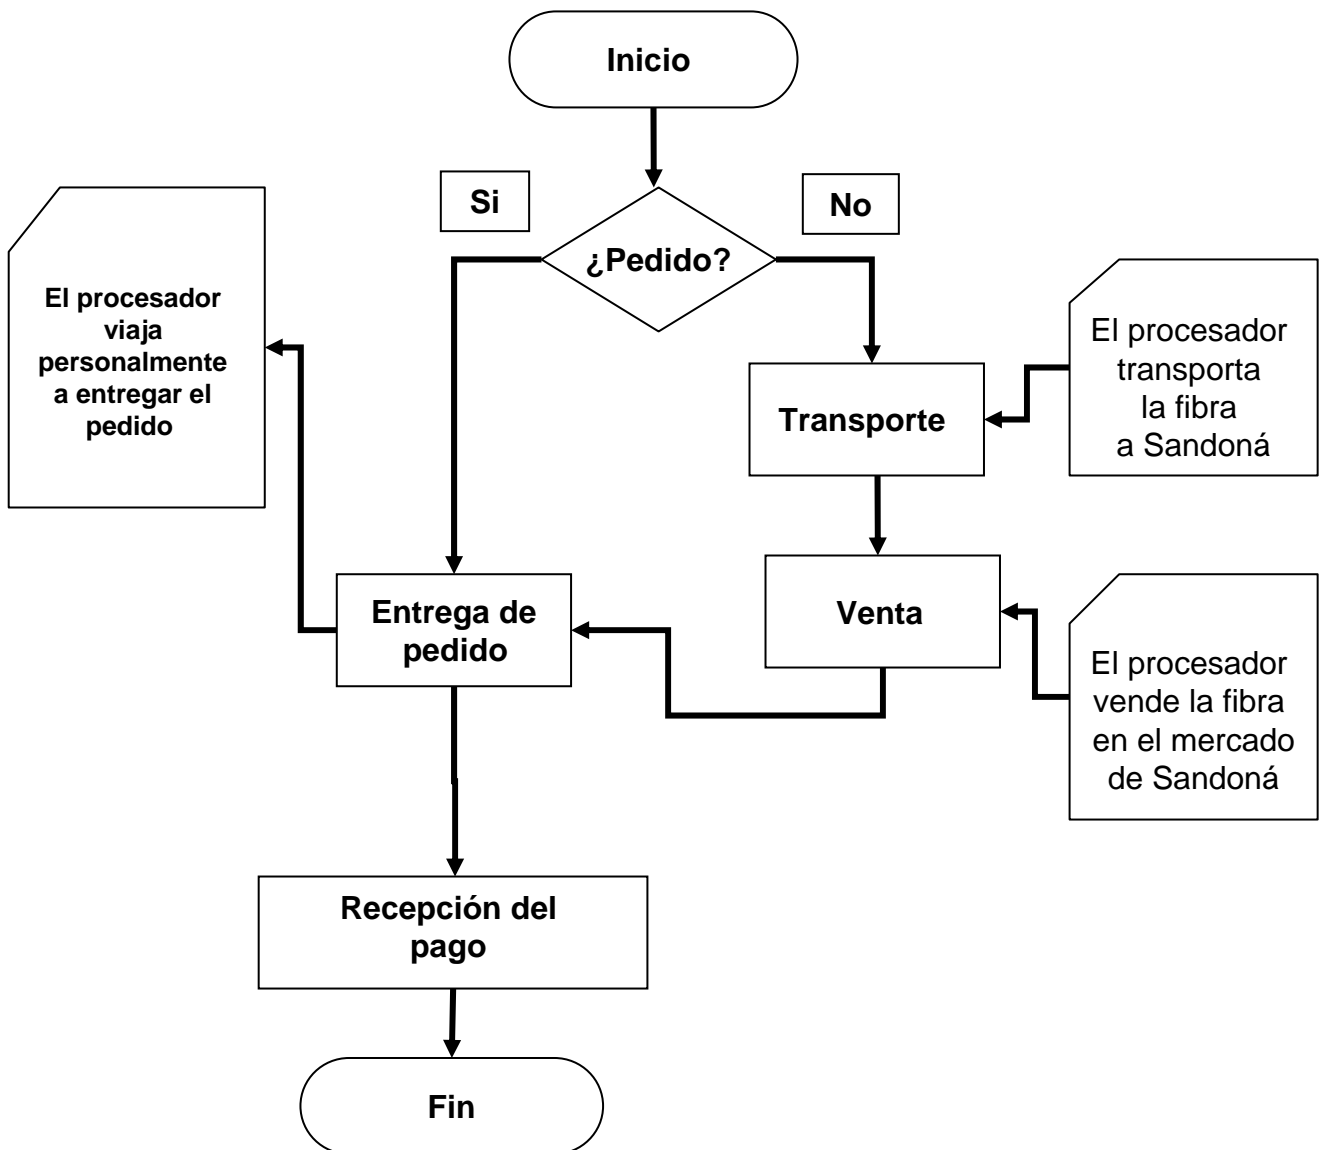 Inicio
Si
No
¿Pedido?
El procesador
viaja
personalmente
a entregar el
pedido
El procesador
transporta
la fibra
a Sandoná
Transporte
Entrega de
pedido
Venta
El procesador
vende la fibra
en el mercado
de Sandoná
Recepción del
pago
Fin